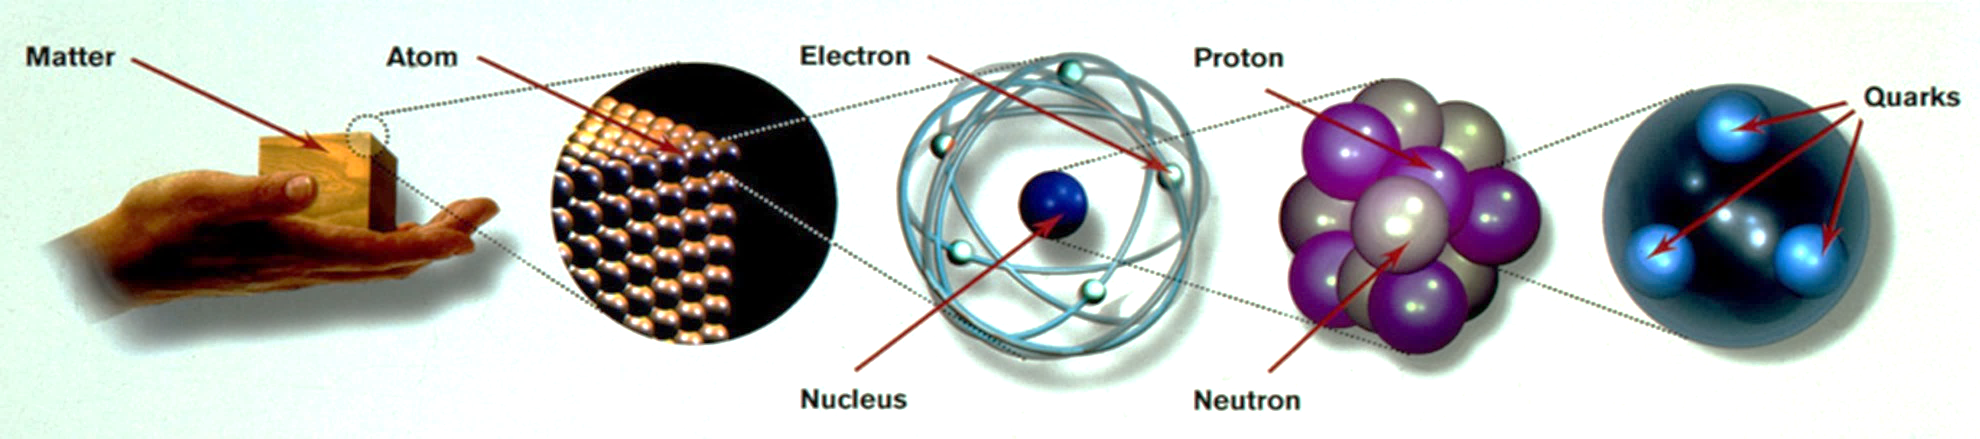 Matter
Atom
Electron
Proton
Quarks
Nucleus
Neutron